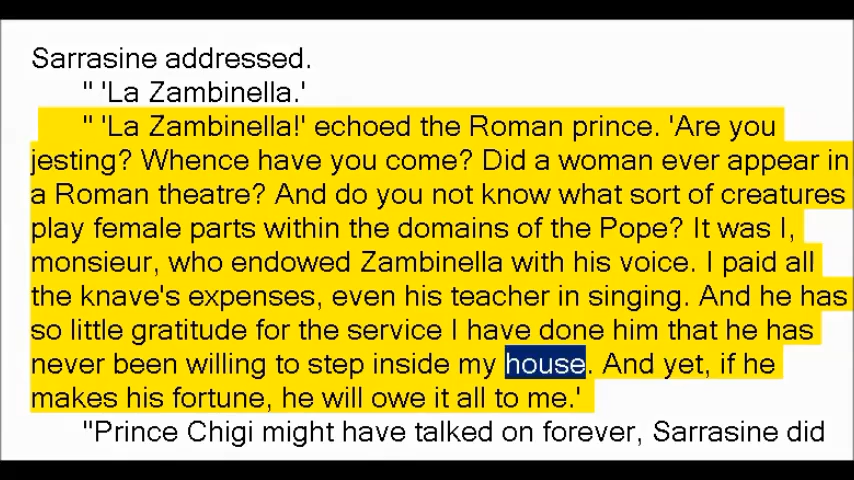 Sarrasine addressed.
" 'La Zambinella.'
" 'La Zambinella!' echoed the Roman prince. 'Are you
jesting? Whence have you come? Did a woman ever appear in
a Roman theatre? And do you not know what sort of creatures
play female parts within the domains of the Pope? It was I,
monsieur, who endowed Zambinella with his voice. I paid all
the knave's expenses, even his teacher in singing. And he has
so little gratitude for the service I have done him that he has
never been willing to step inside my house. And yet, if he
makes his fortune, he will owe it all to me.'
"Prince Chigi might have talked on forever, Sarrasine did